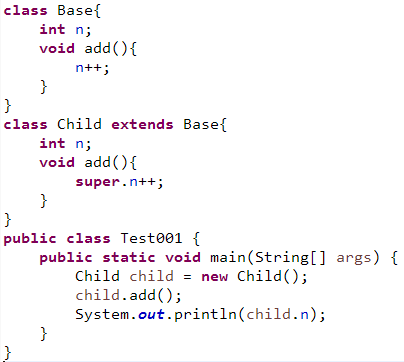 class Base{
    int n;
    void add(){
        n++;
    }
}
class Child extends Base{
    int n;
    void add(){
        super.n++;
    }
}
public class Test001 {
    public static void main(String[] args) {
        Child child = new Child();
        child.add();
        System.out.println(child.n);
    }
}